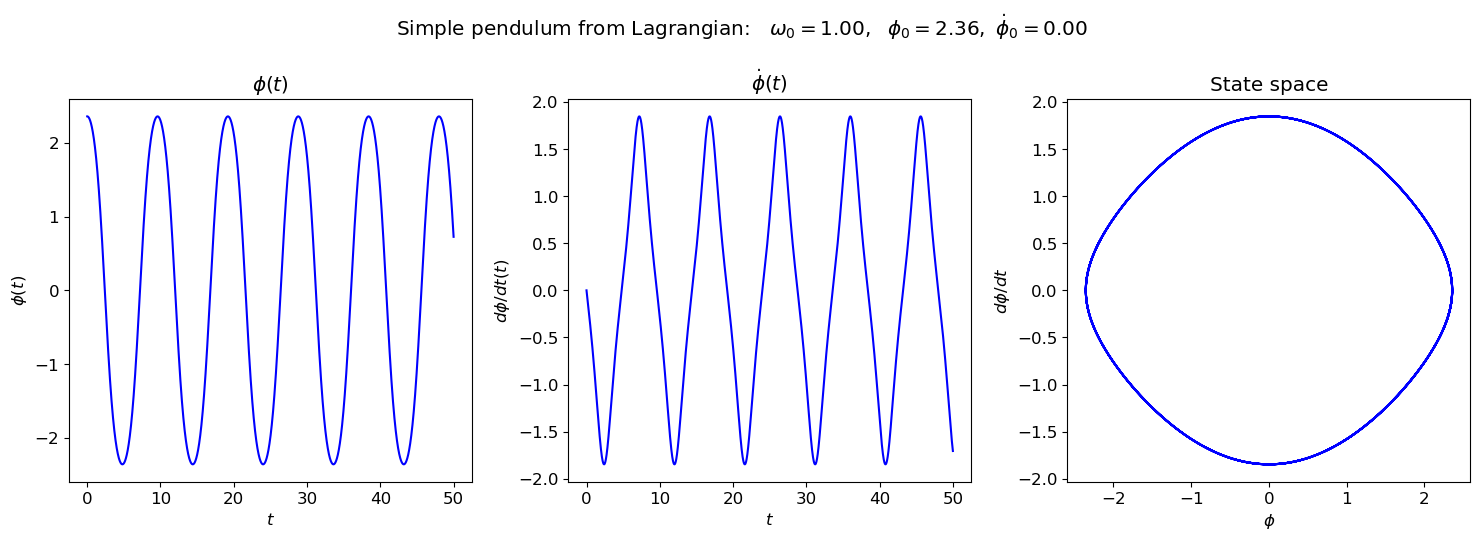 Simple pendulum from Lagrangian: ω₀ = 1.00, ϕ₀ = 2.36, ϕ̇₀ = 0.00
ϕ(t)
ϕ(t)
2
1
0
−1
−2
0 10 20 30 40 50
t
ϕ̇(t)
dϕ/dt(t)
2.0
1.5
1.0
0.5
0.0
−0.5
−1.0
−1.5
−2.0
0 10 20 30 40 50
t
State space
dϕ/dt
2.0
1.5
1.0
0.5
0.0
−0.5
−1.0
−1.5
−2.0
−2 −1 0 1 2
ϕ